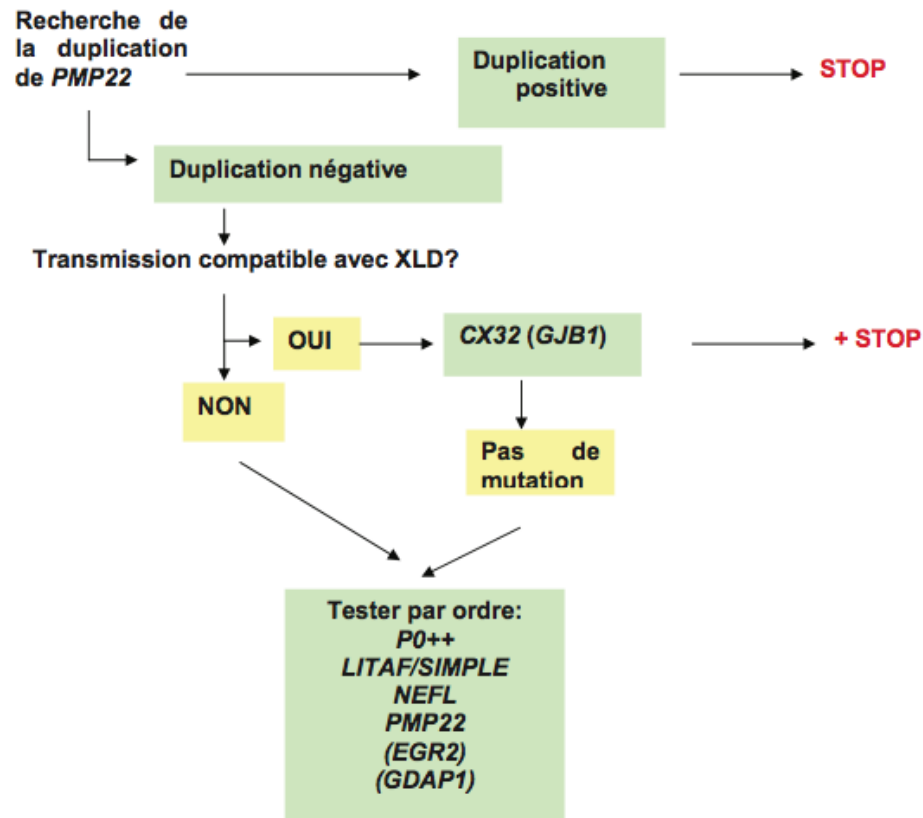 Recherche de
la duplication
de PMP22
Duplication
positive
STOP
Duplication négative
Transmission compatible avec XLD?
OUI
CX32 (GJB1)
+ STOP
NON
Pas de
mutation
Tester par ordre:
P0++
LITAF/SIMPLE
NEFL
PMP22
(EGR2)
(GDAP1)